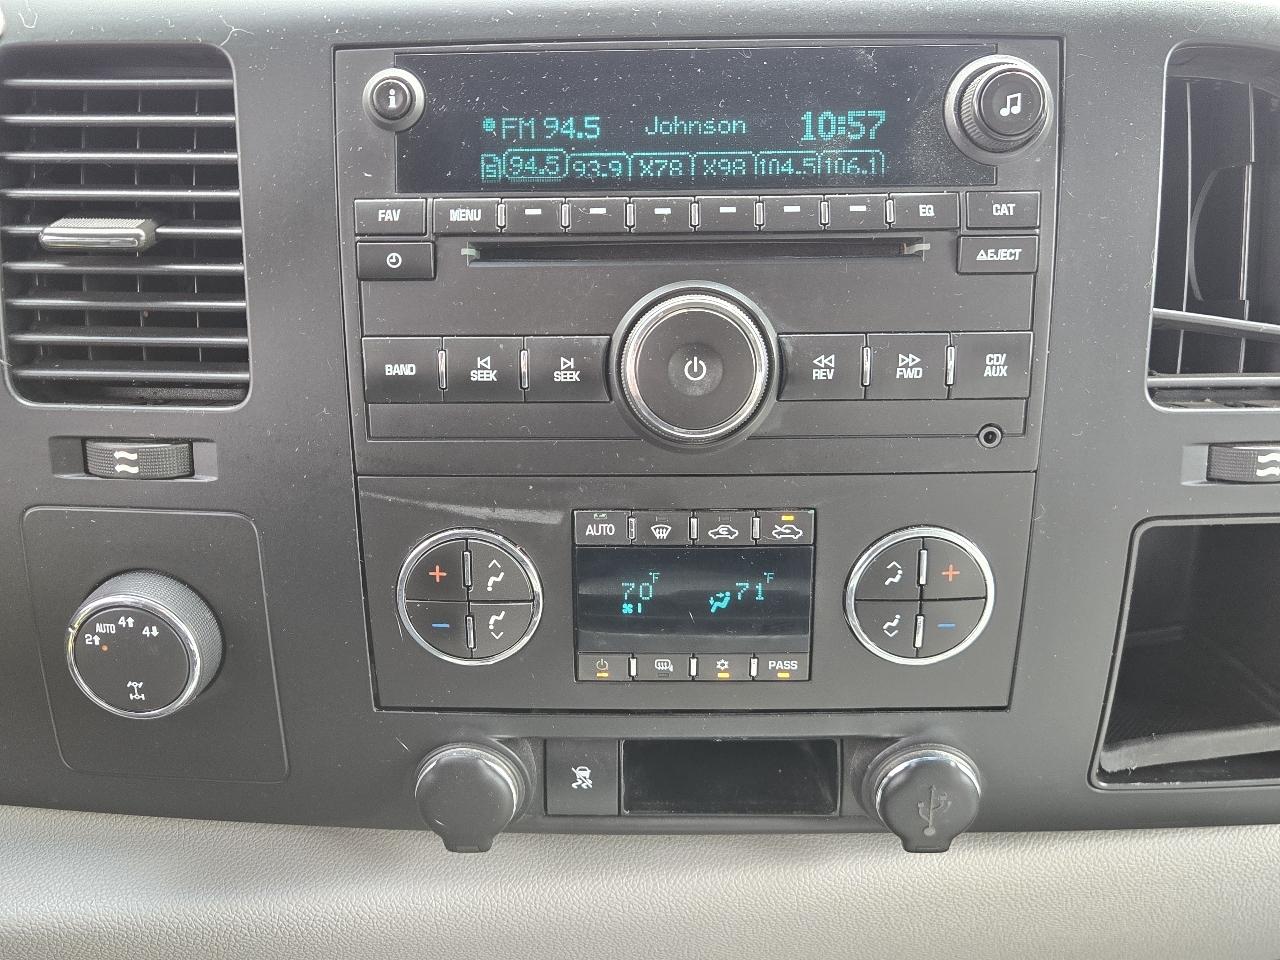 i
FM 94.5 Johnson 10:57
94.5 93.9 X78 X98 104.5 106.1
FAV MENU EQ CAT
EJECT
BAND SEEK SEEK REV FWD CD/AUX
AUTO
70°F 71°F
PASS
2 AUTO 4 4